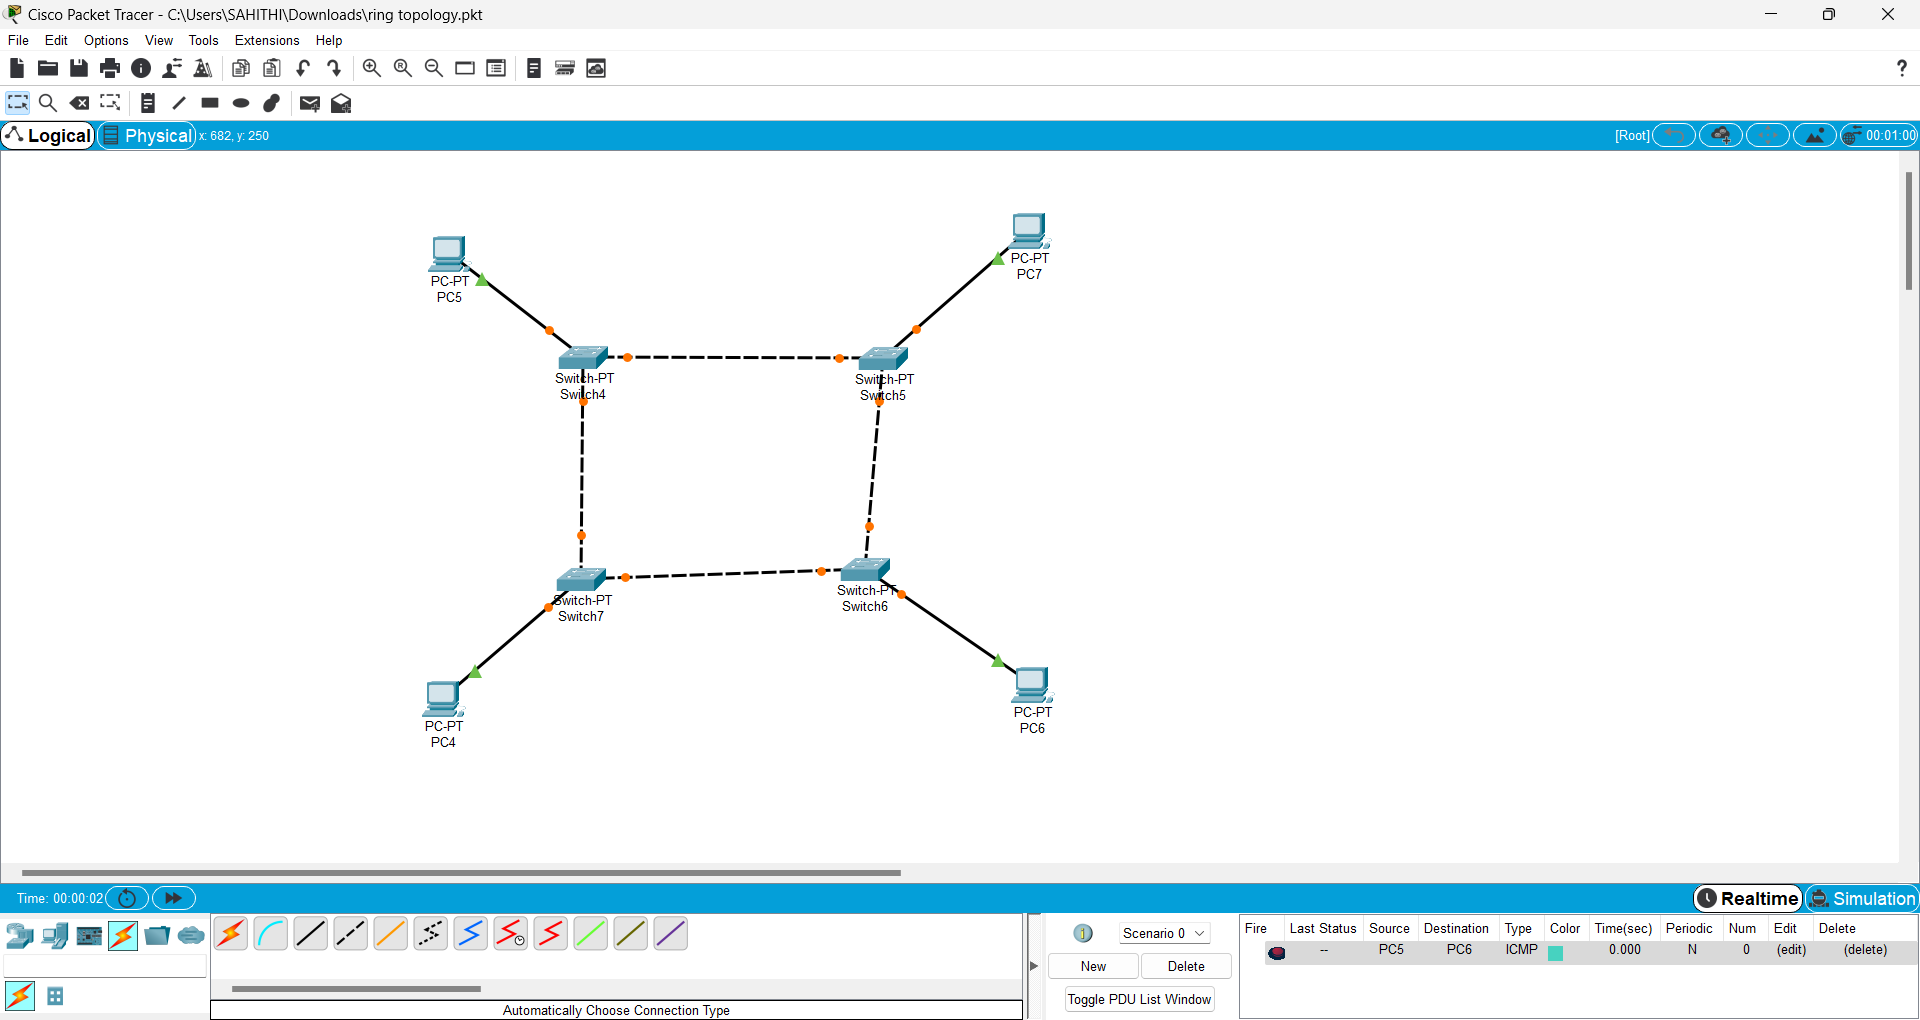 Cisco Packet Tracer - C:\Users\SAHITHI\Downloads\ring topology.pkt
File Edit Options View Tools Extensions Help
?
Logical Physical x: 682, y: 250 [Root] 00:01:00
PC-PT
PC5
PC-PT
PC7
Switch-PT
Switch4
Switch-PT
Switch5
Switch-PT
Switch7
Switch-PT
Switch6
PC-PT
PC4
PC-PT
PC6
Time: 00:00:02 Realtime Simulation
Scenario 0
New Delete
Toggle PDU List Window
Fire Last Status Source Destination Type Color Time(sec) Periodic Num Edit Delete
-- PC5 PC6 ICMP 0.000 N 0 (edit) (delete)
Automatically Choose Connection Type